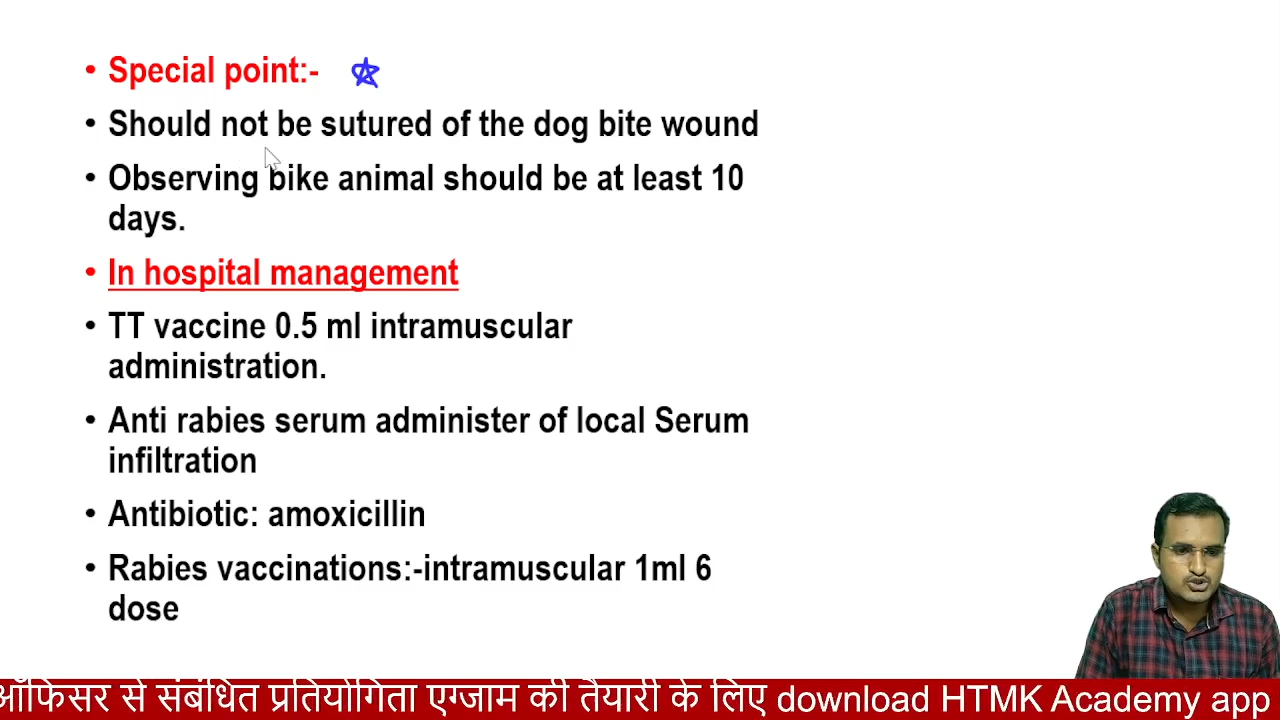 • Special point:-
• Should not be sutured of the dog bite wound
• Observing bike animal should be at least 10
days.
• In hospital management
• TT vaccine 0.5 ml intramuscular
administration.
• Anti rabies serum administer of local Serum
infiltration
• Antibiotic: amoxicillin
• Rabies vaccinations:-intramuscular 1ml 6
dose
ऑफिसर से संबंधित प्रतियोगिता एग्जाम की तैयारी के लिए download HTMK Academy app